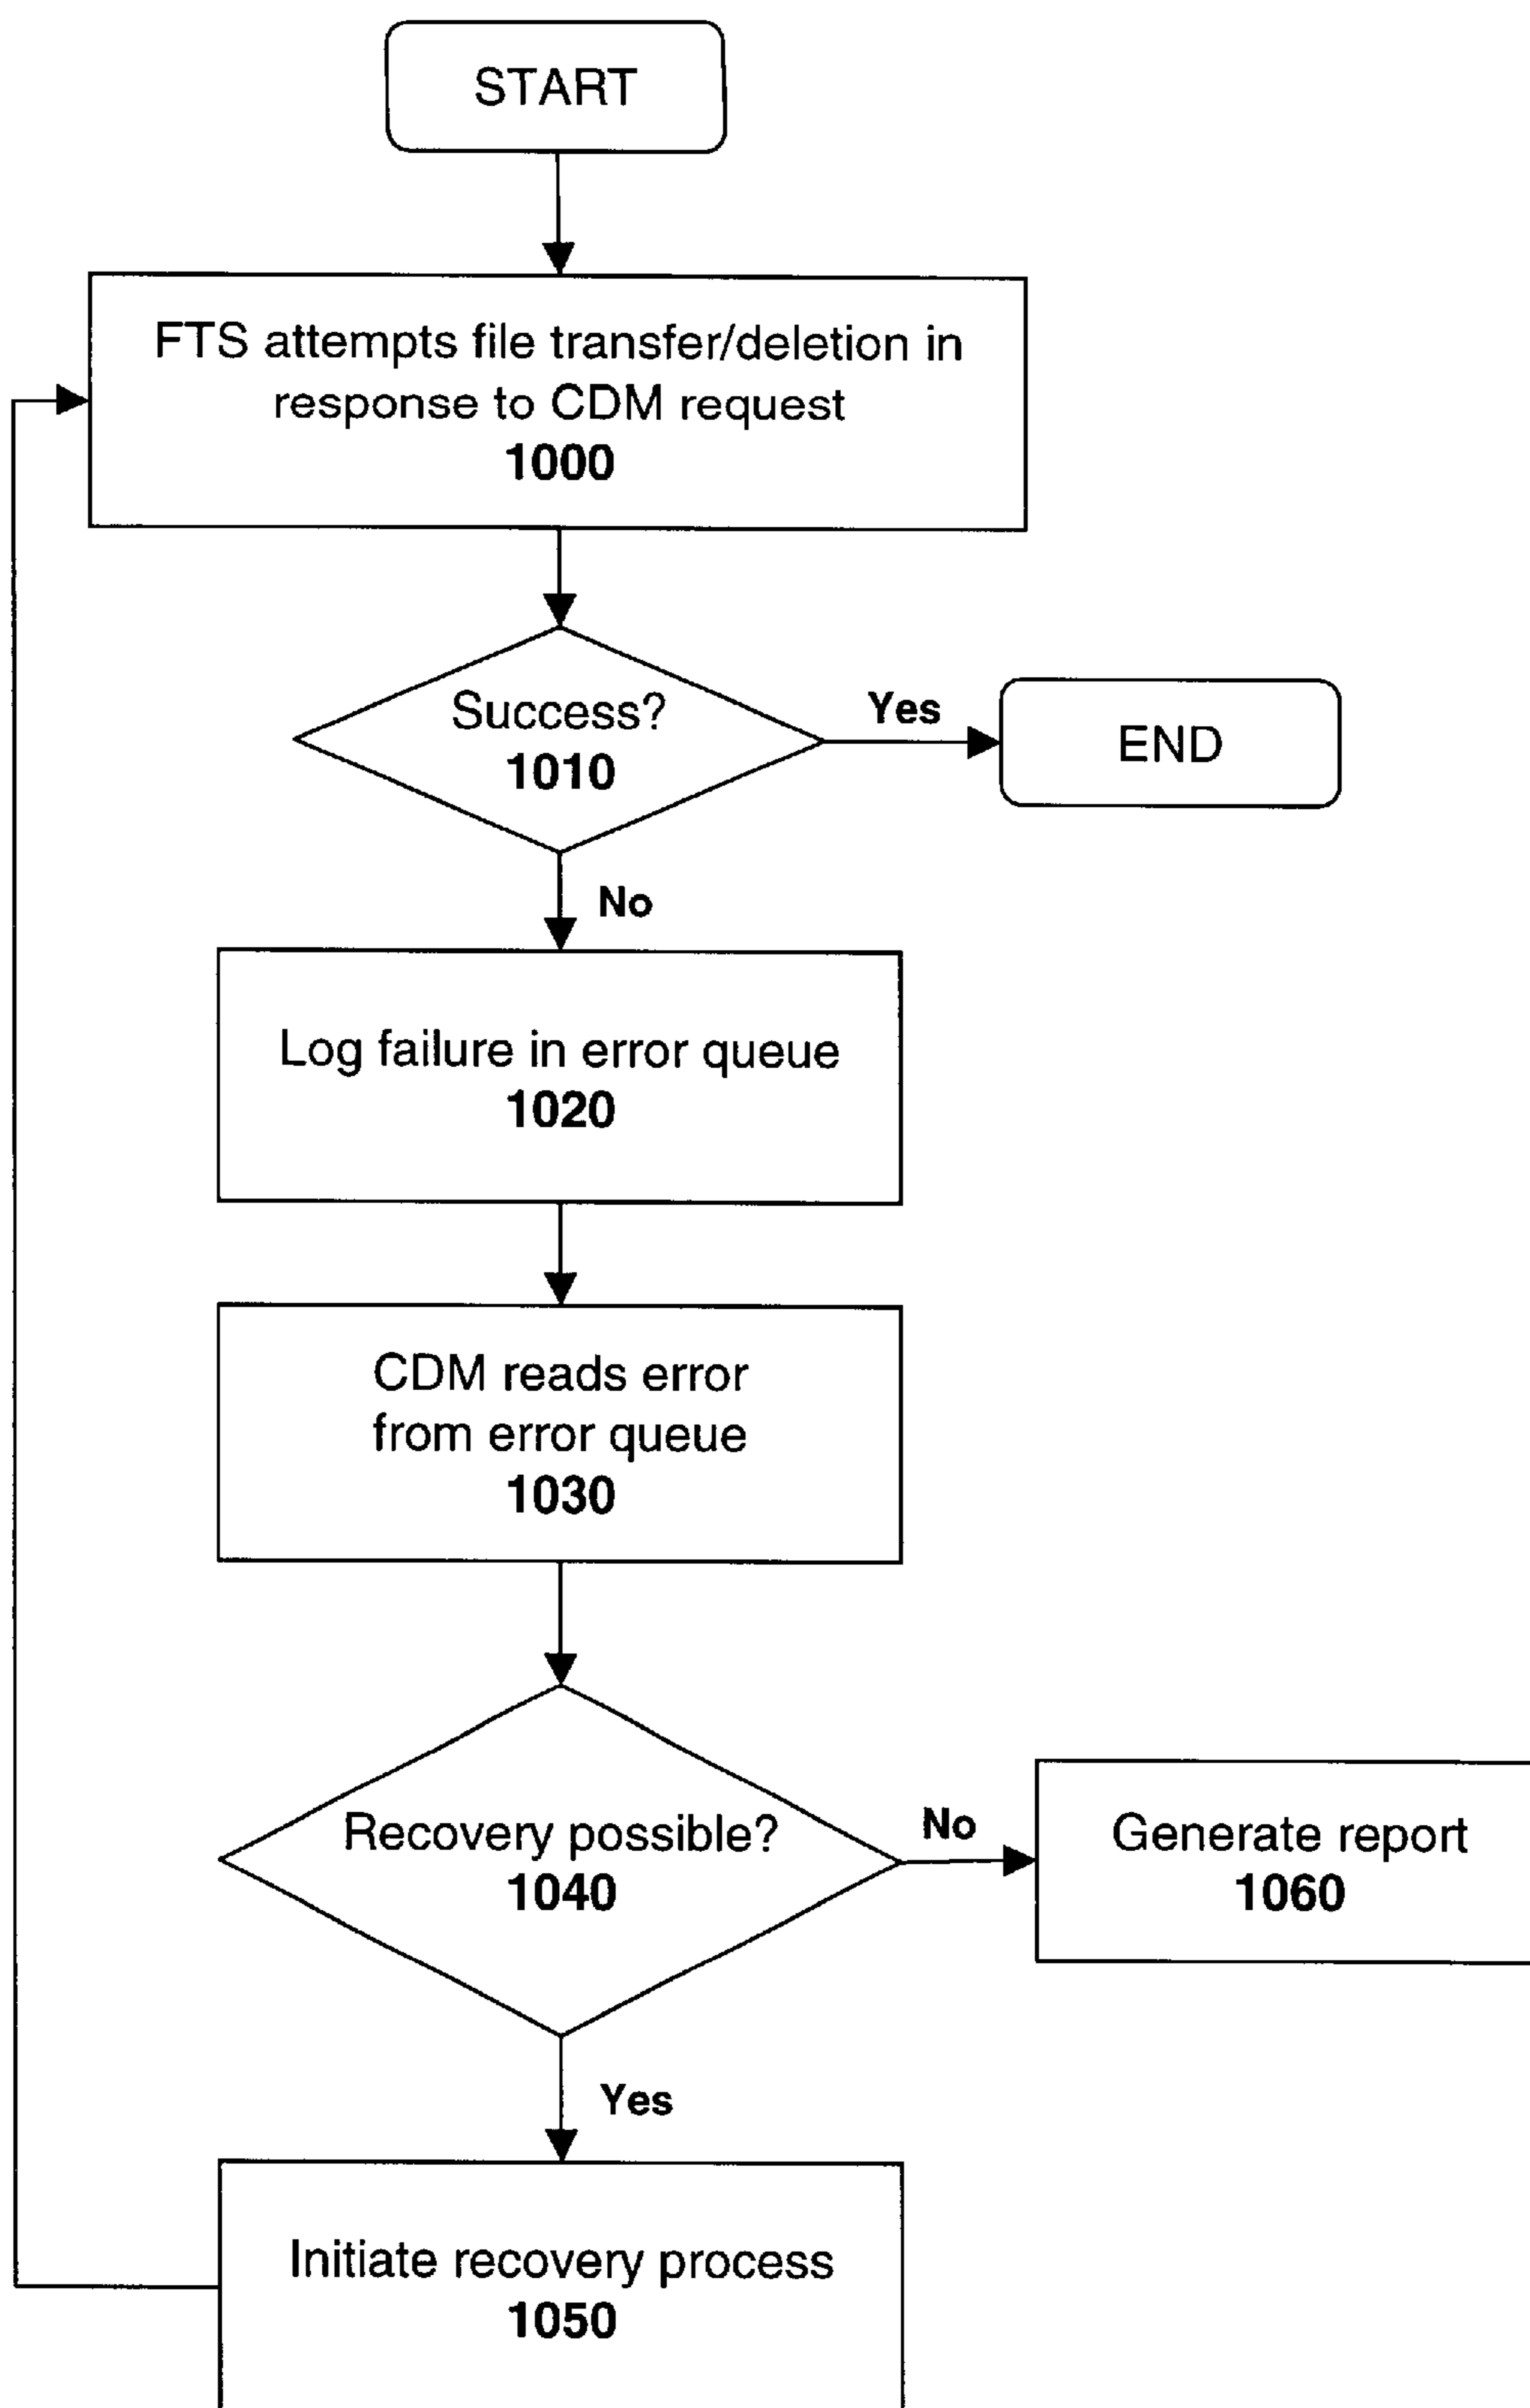 START
FTS attempts file transfer/deletion in
response to CDM request
1000
Success?
1010
Yes
END
No
Log failure in error queue
1020
CDM reads error
from error queue
1030
Recovery possible?
1040
No
Generate report
1060
Yes
Initiate recovery process
1050